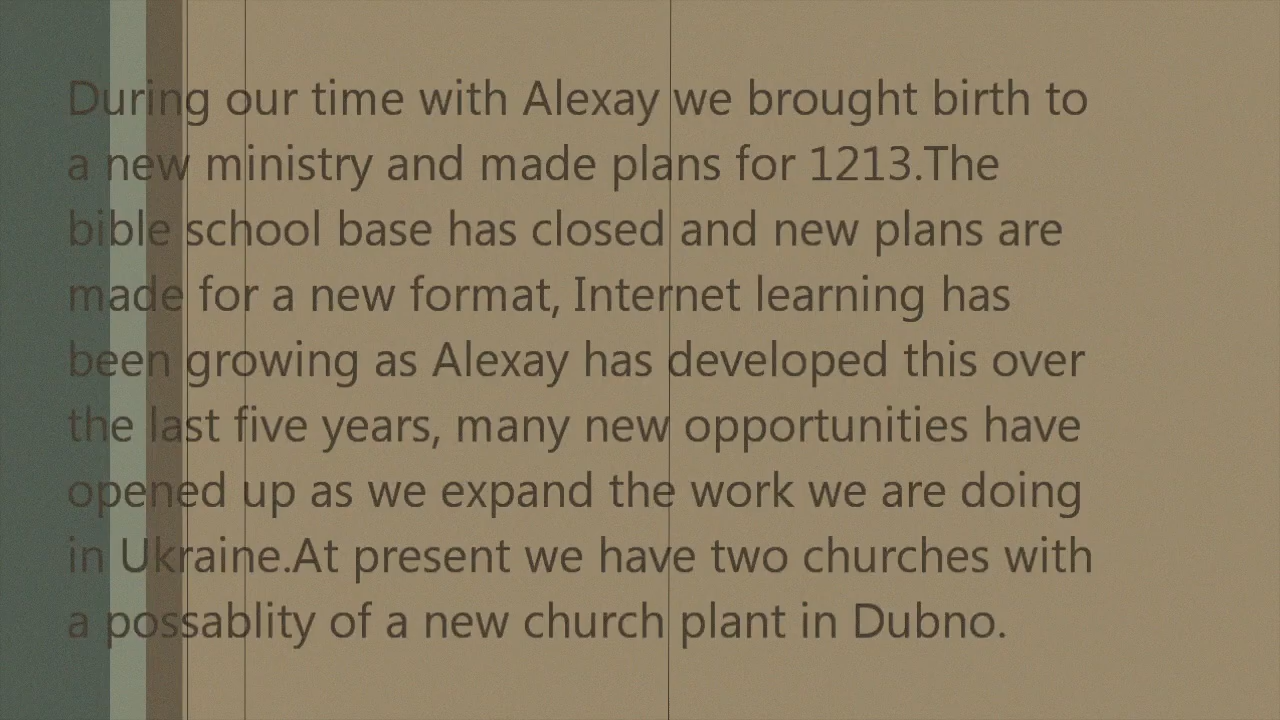 During our time with Alexay we brought birth to
a new ministry and made plans for 1213.The
bible school base has closed and new plans are
made for a new format, Internet learning has
been growing as Alexay has developed this over
the last five years, many new opportunities have
opened up as we expand the work we are doing
in Ukraine.At present we have two churches with
a possablity of a new church plant in Dubno.